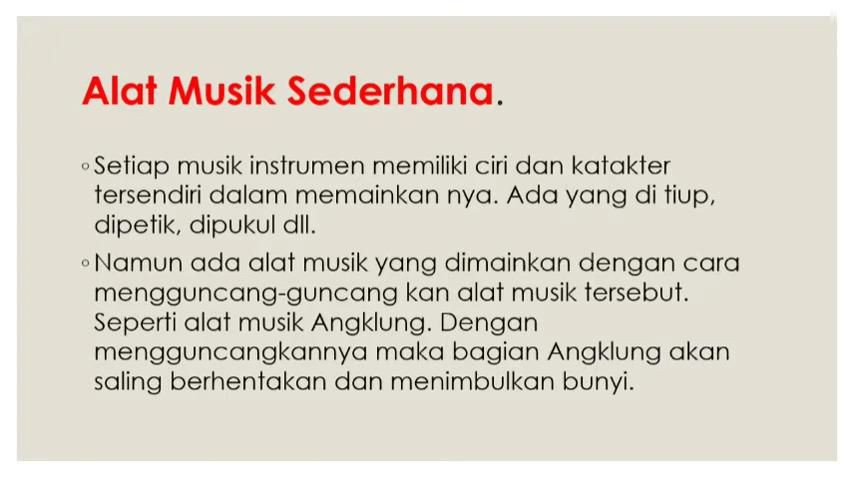 Alat Musik Sederhana.
Setiap musik instrumen memiliki ciri dan katakter
tersendiri dalam memainkan nya. Ada yang di tiup,
dipetik, dipukul dll.
Namun ada alat musik yang dimainkan dengan cara
mengguncang-guncang kan alat musik tersebut.
Seperti alat musik Angklung. Dengan
mengguncangkannya maka bagian Angklung akan
saling berhentakan dan menimbulkan bunyi.